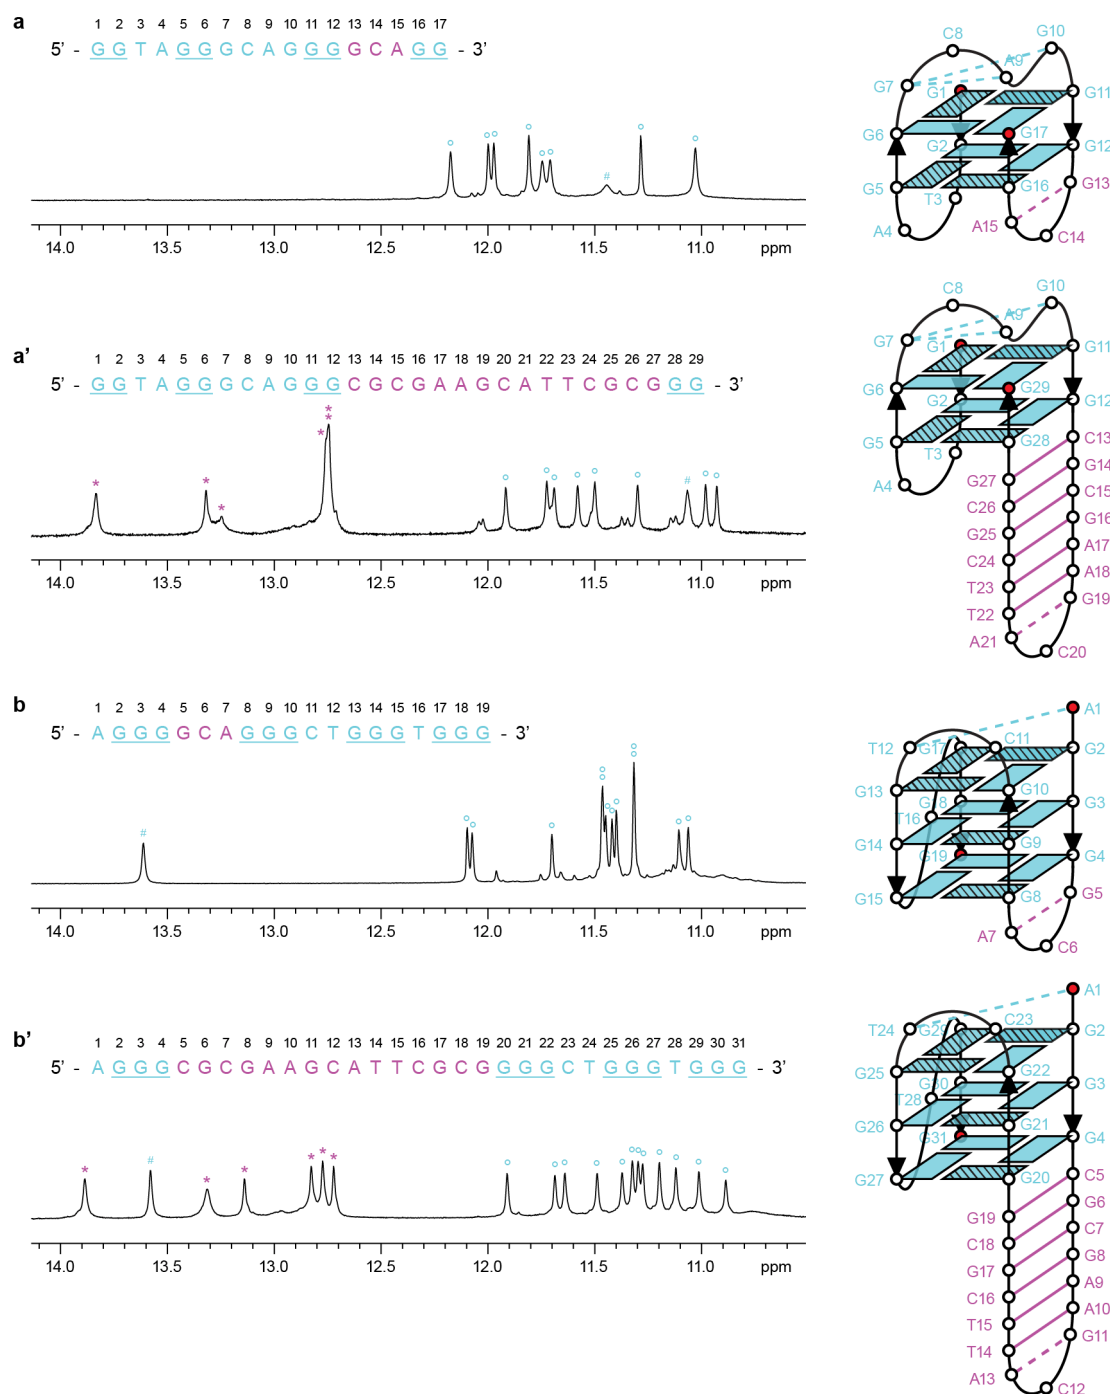 a
1 2 3 4 5 6 7 8 9 10 11 12 13 14 15 16 17
5' - G G T A G G G C A G G G G C A G G - 3'
# 
14.0 13.5 13.0 12.5 12.0 11.5 11.0 ppm
C8 G10
A9
G7 G1 G11
G6 G17
G2 G12
G5 G16 G13
T3
A4 A15 C14
a'
1 2 3 4 5 6 7 8 9 10 11 12 13 14 15 16 17 18 19 20 21 22 23 24 25 26 27 28 29
5' - G G T A G G G C A G G G C G C G A A G C A T T C G C G G G - 3'
* * * * * * #
14.0 13.5 13.0 12.5 12.0 11.5 11.0 ppm
C8 G10
A9
G7 G1 G11
G6 G29
G2 G12
G5 G28 C13
T3
G14
A4 G27
C15
C26
G16
G25
A17
C24
A18
T23
G19
T22
A21
C20
b
1 2 3 4 5 6 7 8 9 10 11 12 13 14 15 16 17 18 19
5' - A G G G G C A G G G C T G G G T G G G - 3'
#
14.0 13.5 13.0 12.5 12.0 11.5 11.0 ppm
A1
T12 G17 C11 G2
G13 G10
G18 G3
T16
G14 G9
G19 G4
G15 G8 G5
A7
C6
b'
1 2 3 4 5 6 7 8 9 10 11 12 13 14 15 16 17 18 19 20 21 22 23 24 25 26 27 28 29 30 31
5' - A G G G C G C G A A G C A T T C G C G G G G C T G G G T G G G - 3'
* # * * * * *
14.0 13.5 13.0 12.5 12.0 11.5 11.0 ppm
A1
T24 G29 C23 G2
G25 G22
G30 G3
T28
G26 G21
G31 G4
G27 G20 C5
G6
G19
C7
C18
G8
G17
A9
C16
A10
T15
G11
T14
A13
C12